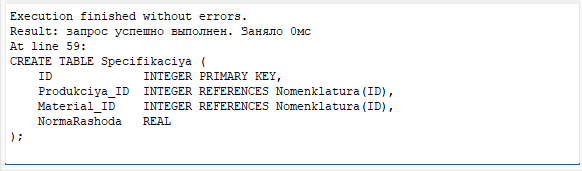 Execution finished without errors.
Result: запрос успешно выполнен. Заняло 0мс
At line 59:
CREATE TABLE Specifikaciya (
    ID            INTEGER PRIMARY KEY,
    Produkciya_ID  INTEGER REFERENCES Nomenklatura(ID),
    Material_ID    INTEGER REFERENCES Nomenklatura(ID),
    NormaRashoda   REAL
);